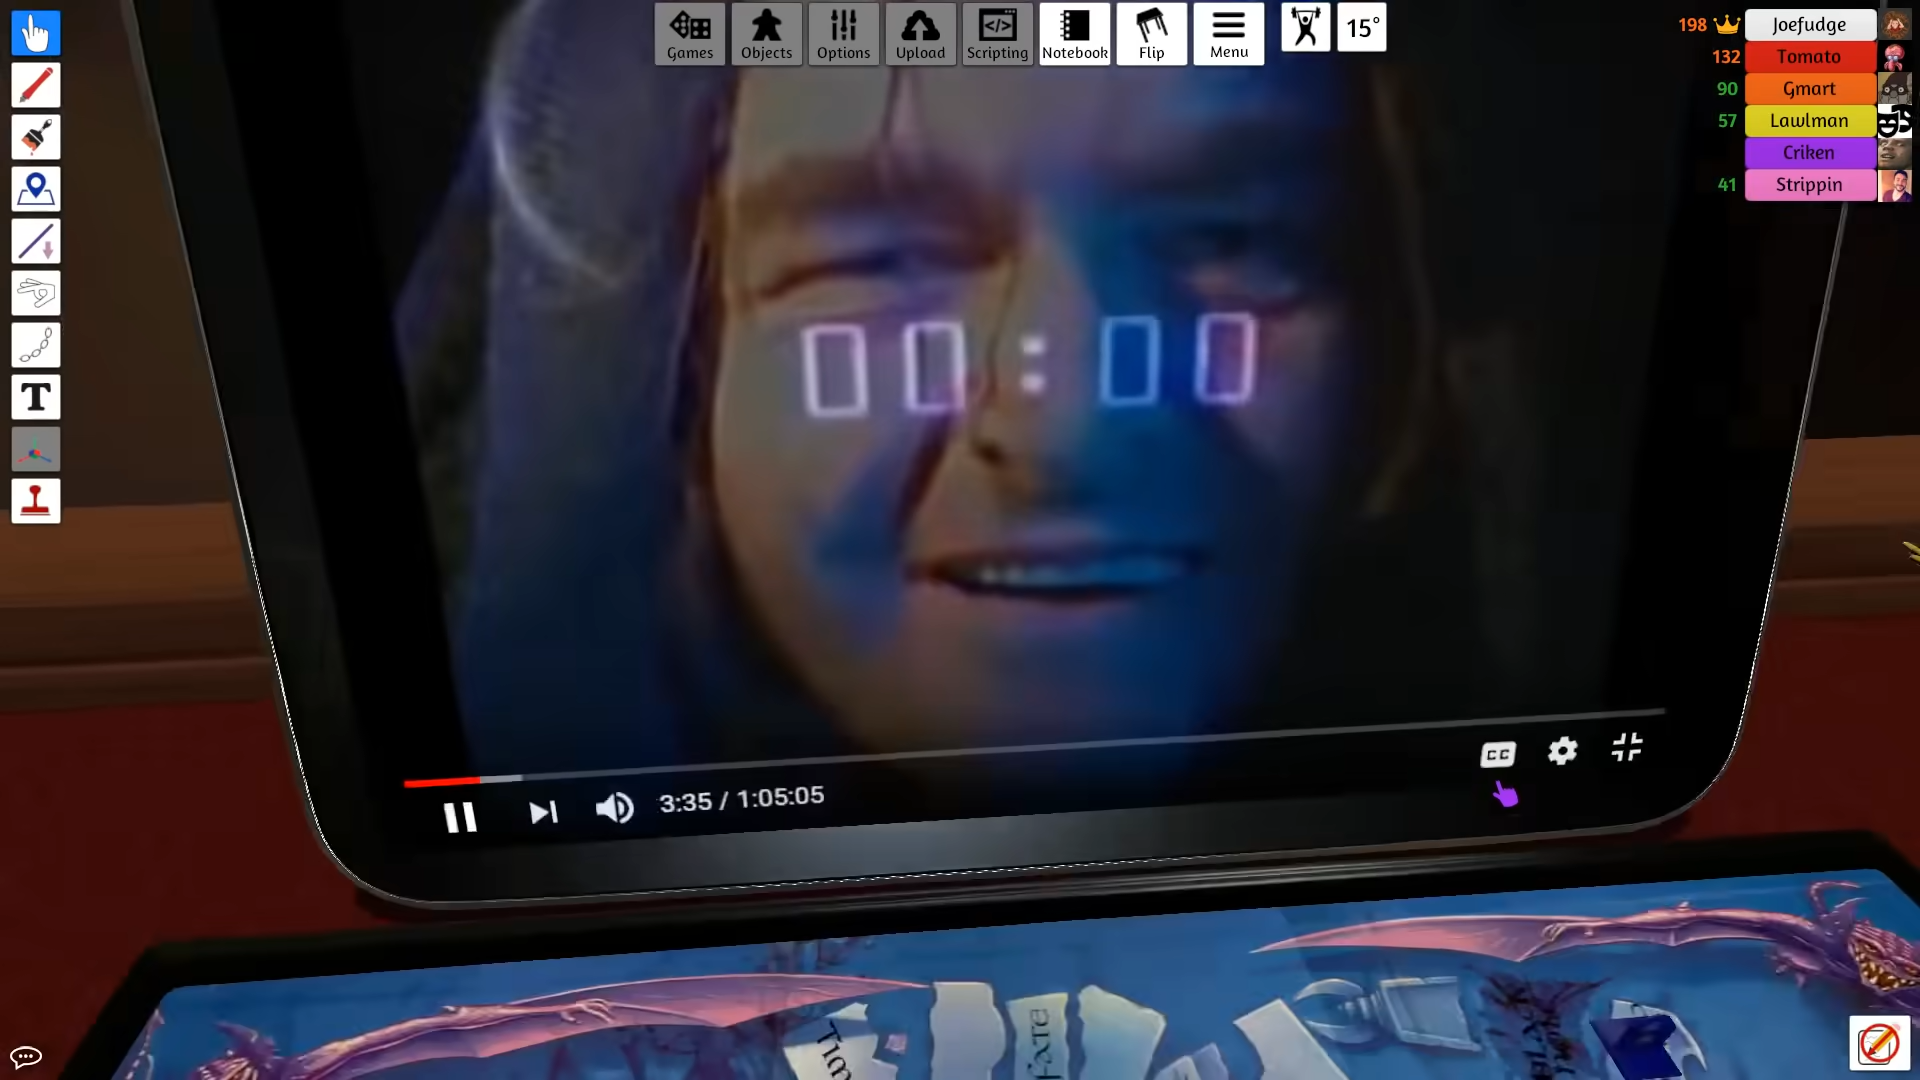 Games Objects Options Upload Scripting Notebook Flip Menu 15°
198 Joefudge
132 Tomato
90 Gmart
57 Lawlman
Criken
41 Strippin
T
00:00
CC
3:35 / 1:05:05
FATE